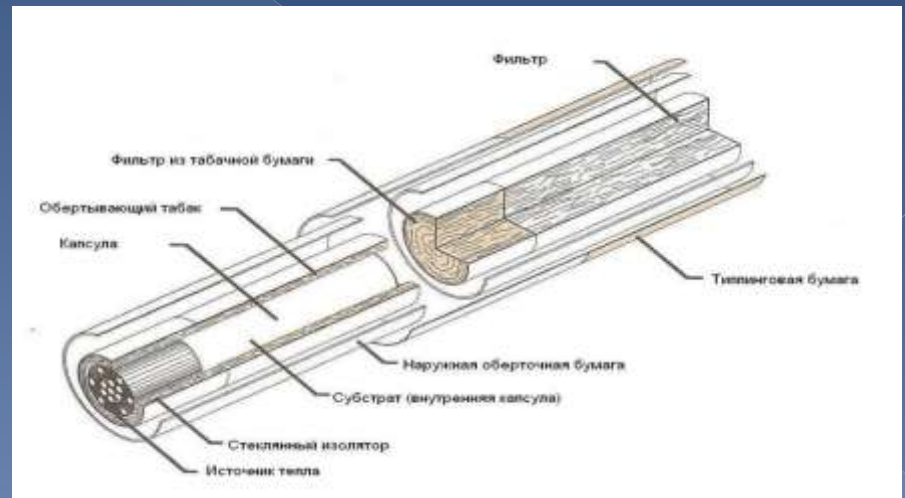 Фильтр
Фильтр из табачной бумаги
Обертывающий табак
Капсула
Типпинговая бумага
Наружная оберточная бумага
Субстрат (внутренняя капсула)
Стеклянный изолятор
Источник тепла